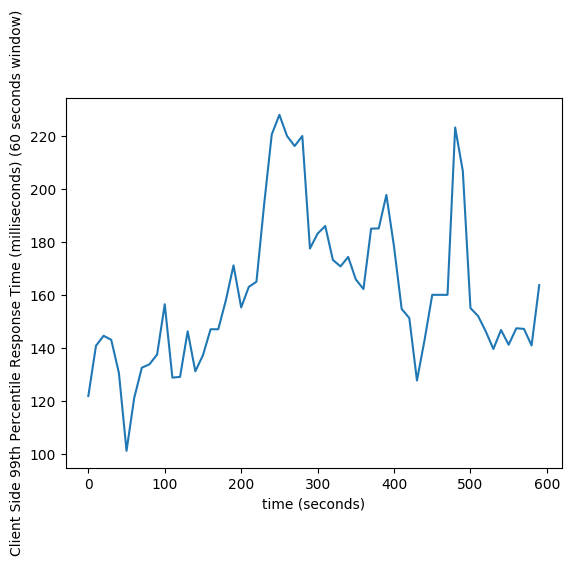 Client Side 99th Percentile Response Time (milliseconds) (60 seconds window)
220
200
180
160
140
120
100
0 100 200 300 400 500 600
time (seconds)